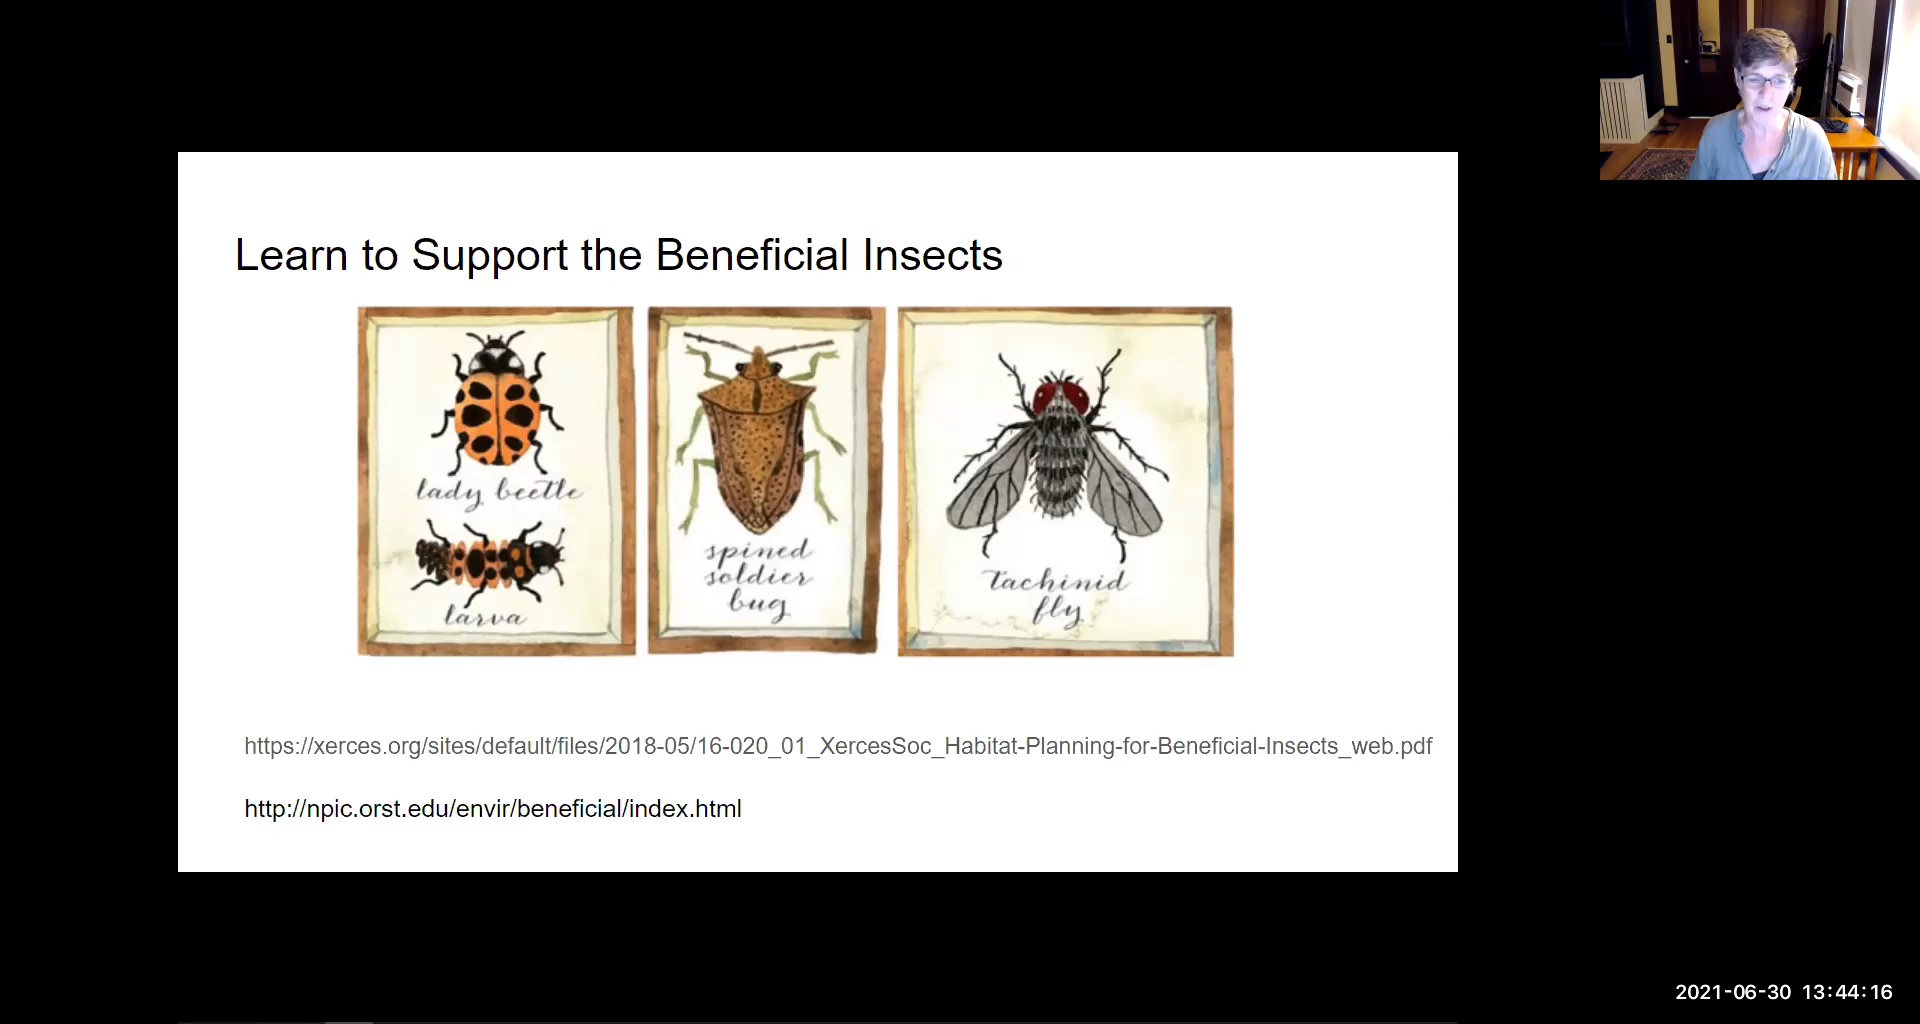 Learn to Support the Beneficial Insects
lady beetle
larva
spined
soldier
bug
tachinid
fly
https://xerces.org/sites/default/files/2018-05/16-020_01_XercesSoc_Habitat-Planning-for-Beneficial-Insects_web.pdf
http://npic.orst.edu/envir/beneficial/index.html
2021-06-30 13:44:16